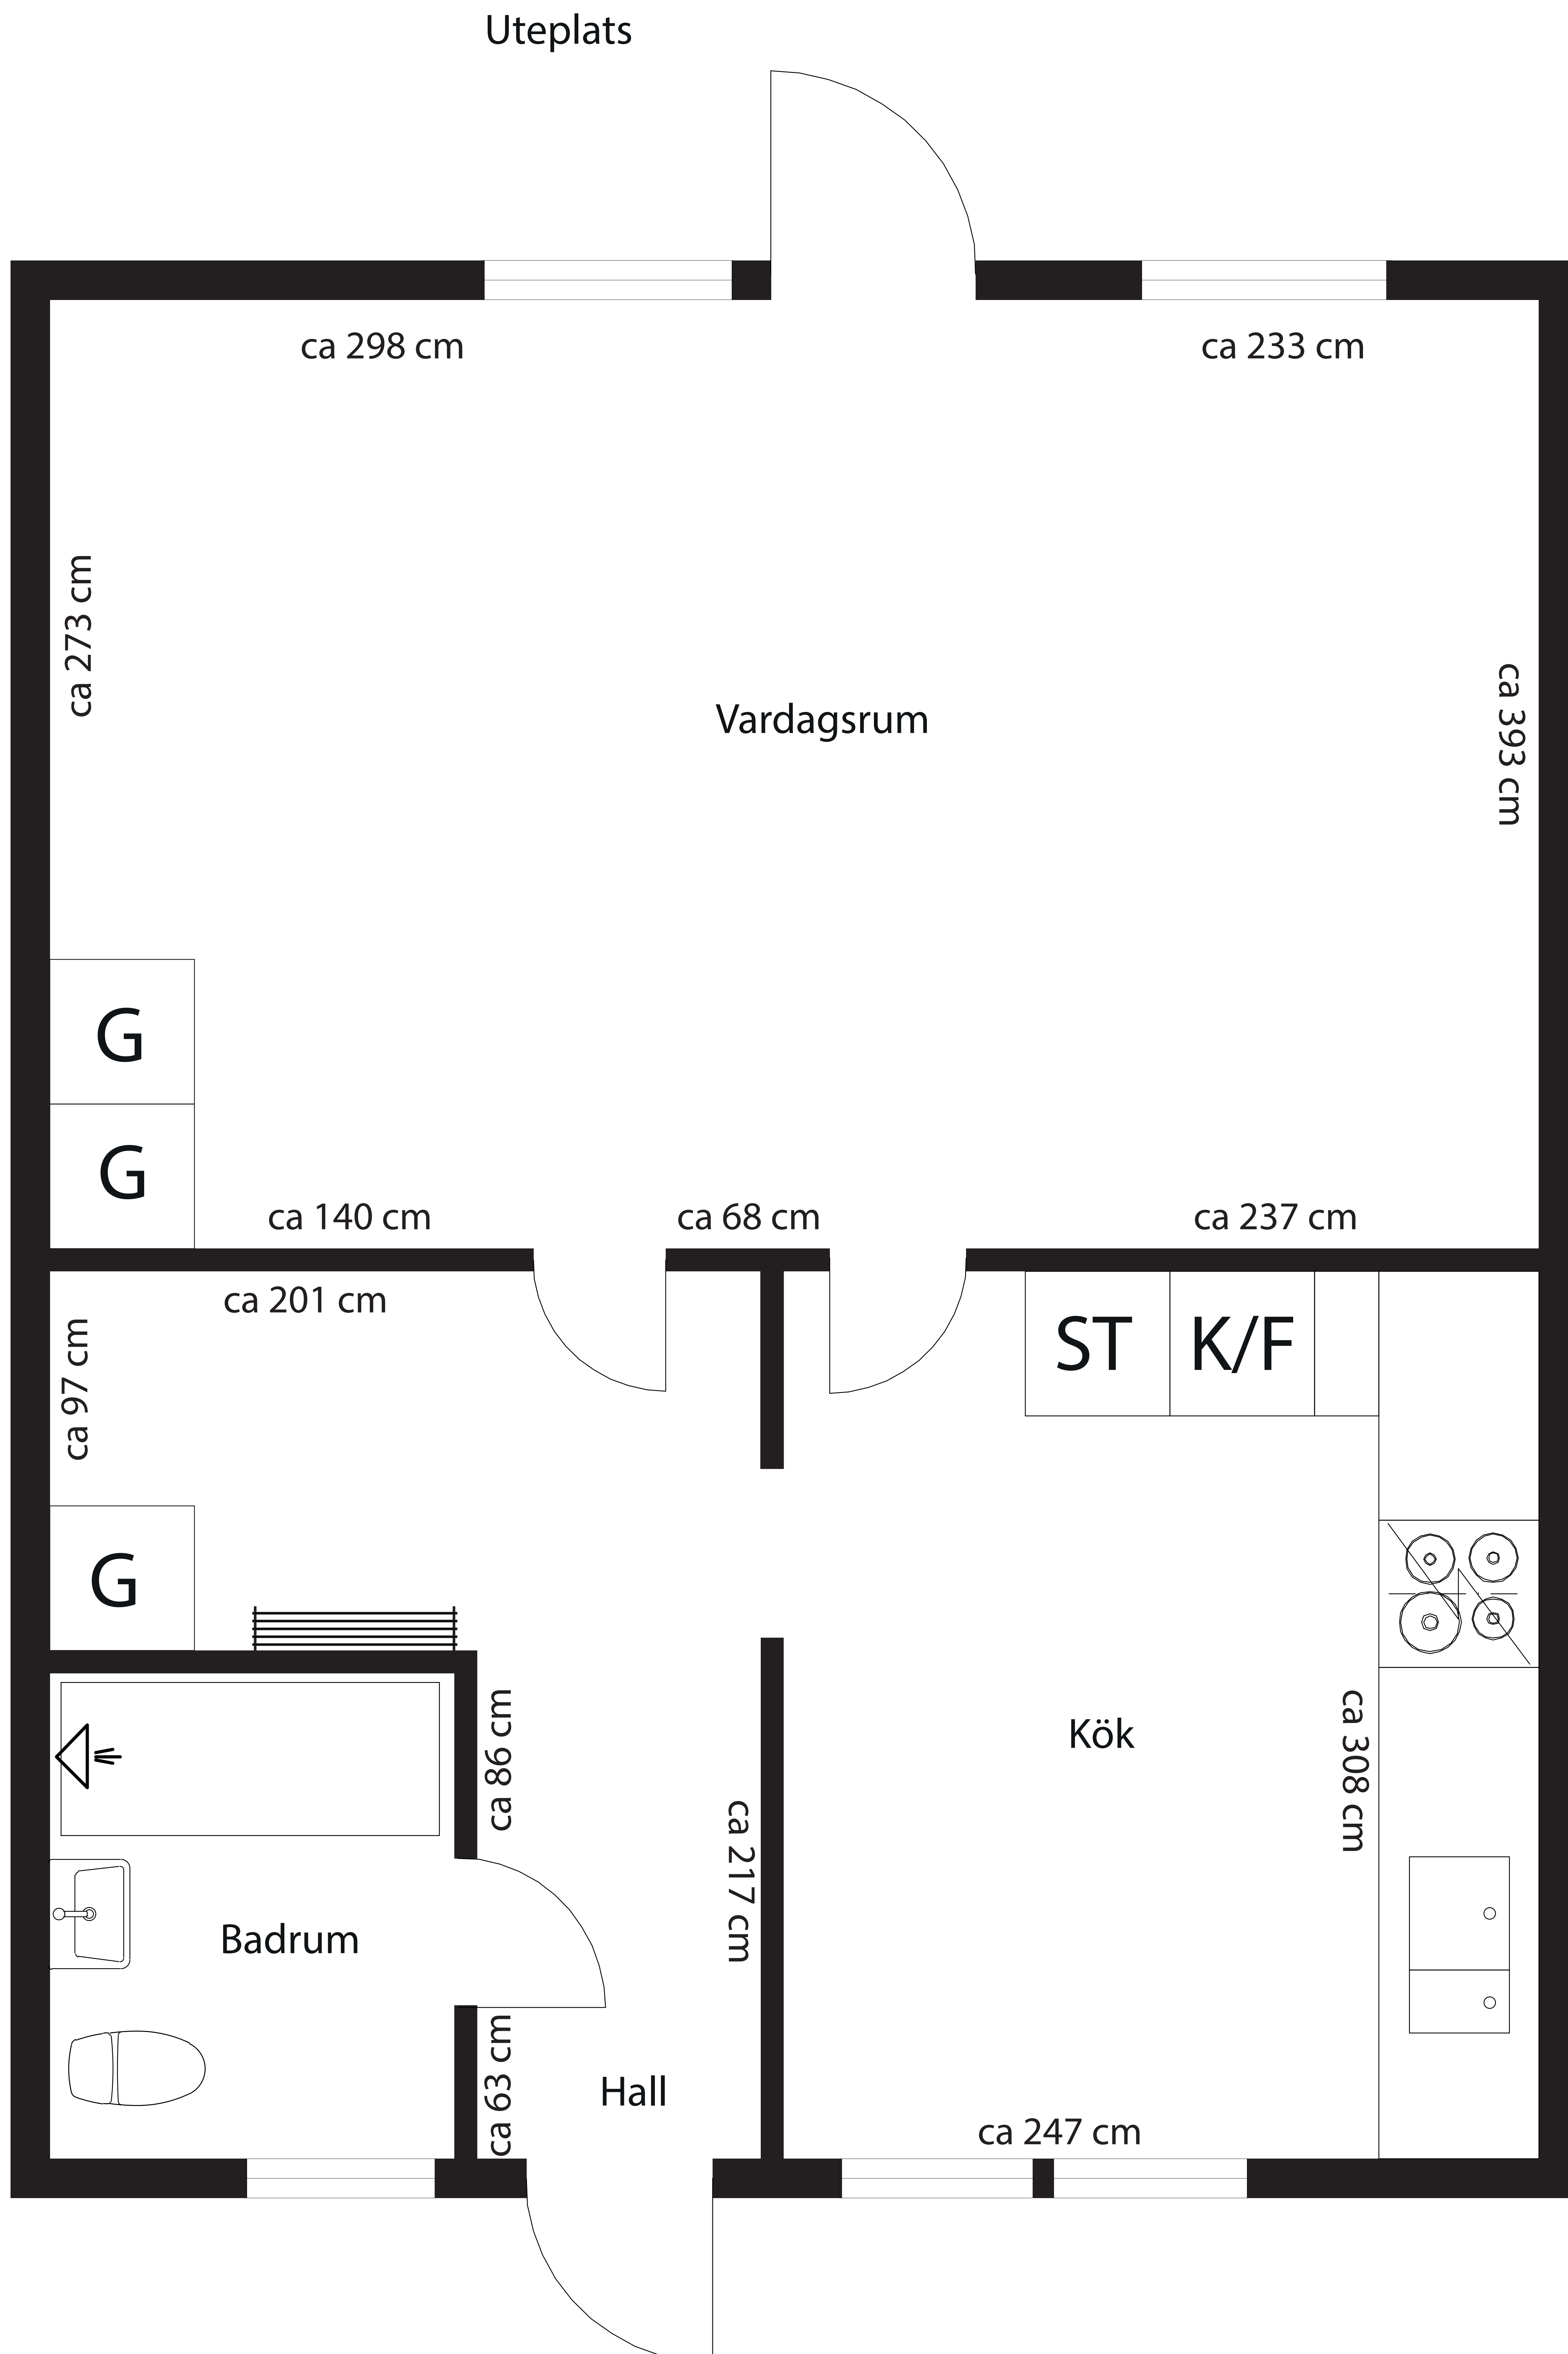 Uteplats
ca 298 cm
ca 233 cm
ca 273 cm
ca 393 cm
Vardagsrum
G
G
ca 140 cm
ca 68 cm
ca 237 cm
ca 201 cm
ca 97 cm
ST
K/F
G
ca 86 cm
Kök
ca 308 cm
ca 217 cm
Badrum
ca 63 cm
Hall
ca 247 cm